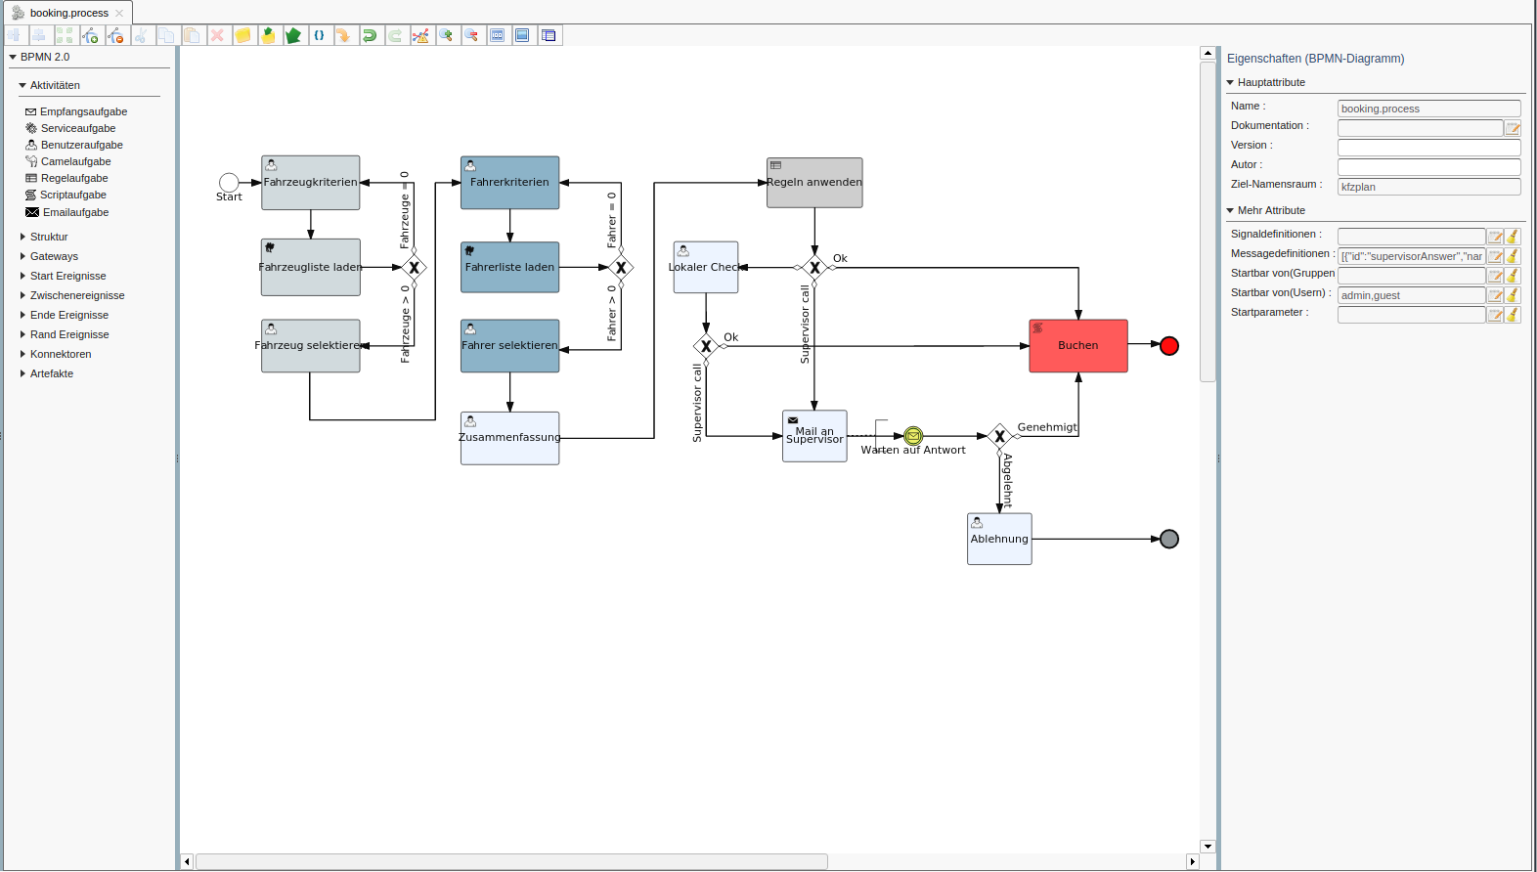 booking.process
BPMN 2.0
Aktivitäten
Empfangsaufgabe
Serviceaufgabe
Benutzeraufgabe
Camelaufgabe
Regelaufgabe
Scriptaufgabe
Emailaufgabe
Struktur
Gateways
Start Ereignisse
Zwischenereignisse
Ende Ereignisse
Rand Ereignisse
Konnektoren
Artefakte
Start
Fahrzeugkriterien
Fahrzeugliste laden
Fahrzeug selektieren
Fahrzeuge = 0
Fahrzeuge > 0
X
Fahrerkriterien
Fahrerliste laden
Fahrer selektieren
Zusammenfassung
Fahrer = 0
Fahrer > 0
X
Regeln anwenden
Lokaler Check
X
Ok
Supervisor call
X
Ok
Supervisor call
Mail an
Supervisor
Warten auf Antwort
X
Genehmigt
Abgelehnt
Buchen
Ablehnung
Eigenschaften (BPMN-Diagramm)
Hauptattribute
Name : booking.process
Dokumentation :
Version :
Autor :
Ziel-Namensraum : kfzplan
Mehr Attribute
Signaldefinitionen :
Messagedefinitionen : [{"id":"supervisorAnswer","nar
Startbar von(Gruppen
Startbar von(Usern) : admin,guest
Startparameter :